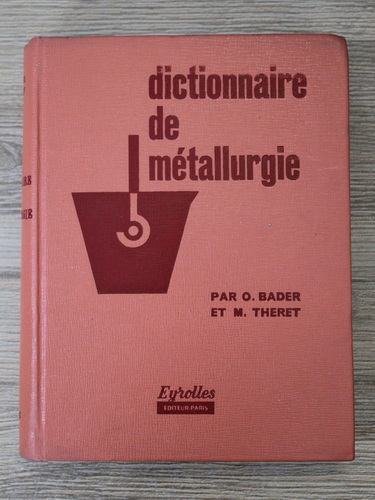 dictionnaire
de
métallurgie
PAR O. BADER
ET M. THERET
Eyrolles
EDITEUR-PARIS